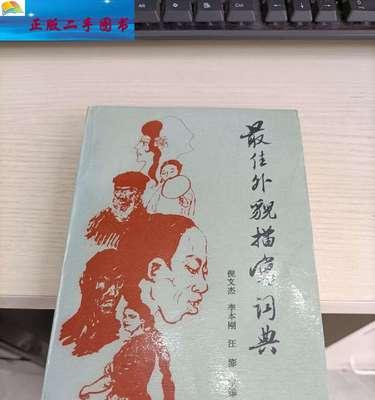 正版二手图书
最佳外貌描写词典
倪文杰 李本刚 汪